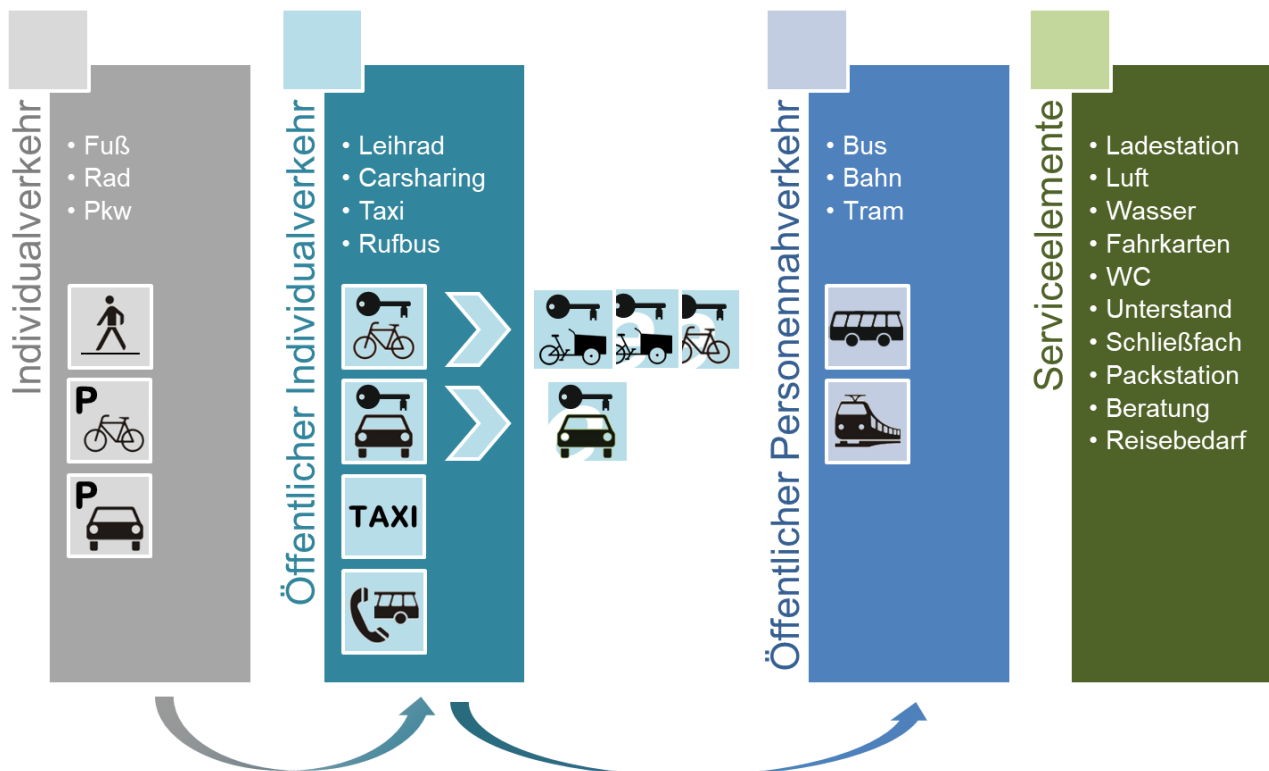 Individualverkehr
• Fuß
• Rad
• Pkw
P
P
Öffentlicher Individualverkehr
• Leihrad
• Carsharing
• Taxi
• Rufbus
TAXI
e
e
e
Öffentlicher Personennahverkehr
• Bus
• Bahn
• Tram
Serviceelemente
• Ladestation
• Luft
• Wasser
• Fahrkarten
• WC
• Unterstand
• Schließfach
• Packstation
• Beratung
• Reisebedarf